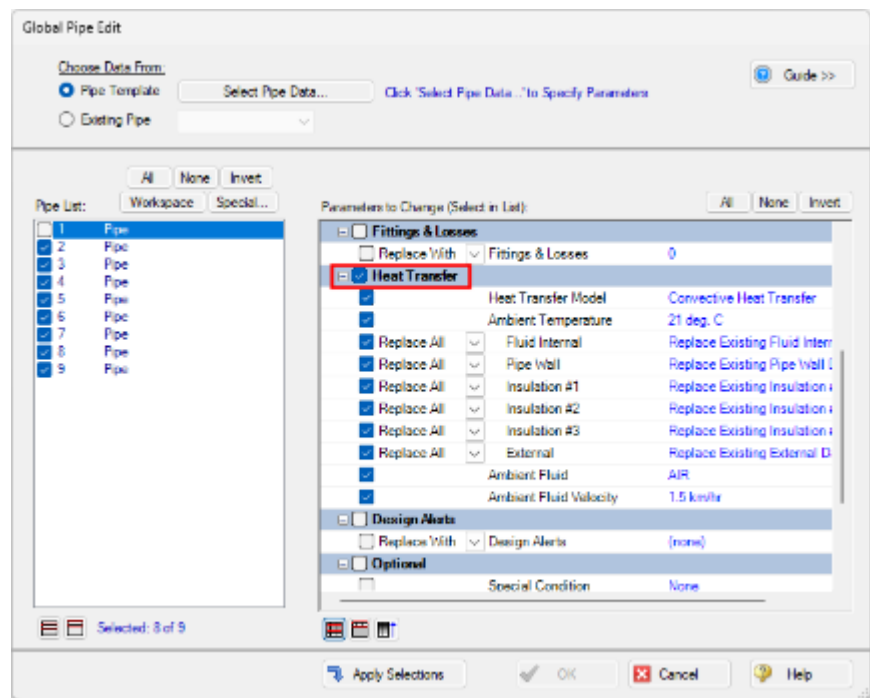 Global Pipe Edit
Choose Data From:
Pipe Template Select Pipe Data... Click 'Select Pipe Data...' to Specify Parameters Guide >>
Existing Pipe
All None Invert
Pipe List: Workspace Special... Parameters to Change (Select in List): All None Invert
1 Pipe
2 Pipe
3 Pipe
4 Pipe
5 Pipe
6 Pipe
7 Pipe
8 Pipe
9 Pipe
Fittings & Losses
Replace With Fittings & Losses 0
Heat Transfer
Heat Transfer Model Convective Heat Transfer
Ambient Temperature 21 deg. C
Replace All Fluid Internal Replace Existing Fluid Intern
Replace All Pipe Wall Replace Existing Pipe Wall D
Replace All Insulation #1 Replace Existing Insulation #
Replace All Insulation #2 Replace Existing Insulation #
Replace All Insulation #3 Replace Existing Insulation #
Replace All External Replace Existing External D
Ambient Fluid AIR
Ambient Fluid Velocity 1.5 km/hr
Design Alerts
Replace With Design Alerts (none)
Optional
Special Condition None
Selected: 8 of 9
Apply Selections OK Cancel Help